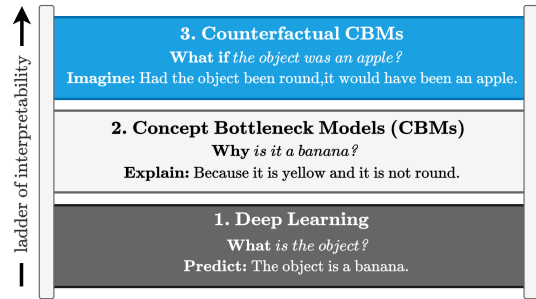 3. Counterfactual CBMs
What if the object was an apple?
Imagine: Had the object been round,it would have been an apple.
2. Concept Bottleneck Models (CBMs)
Why is it a banana?
Explain: Because it is yellow and it is not round.
1. Deep Learning
What is the object?
Predict: The object is a banana.
ladder of interpretability